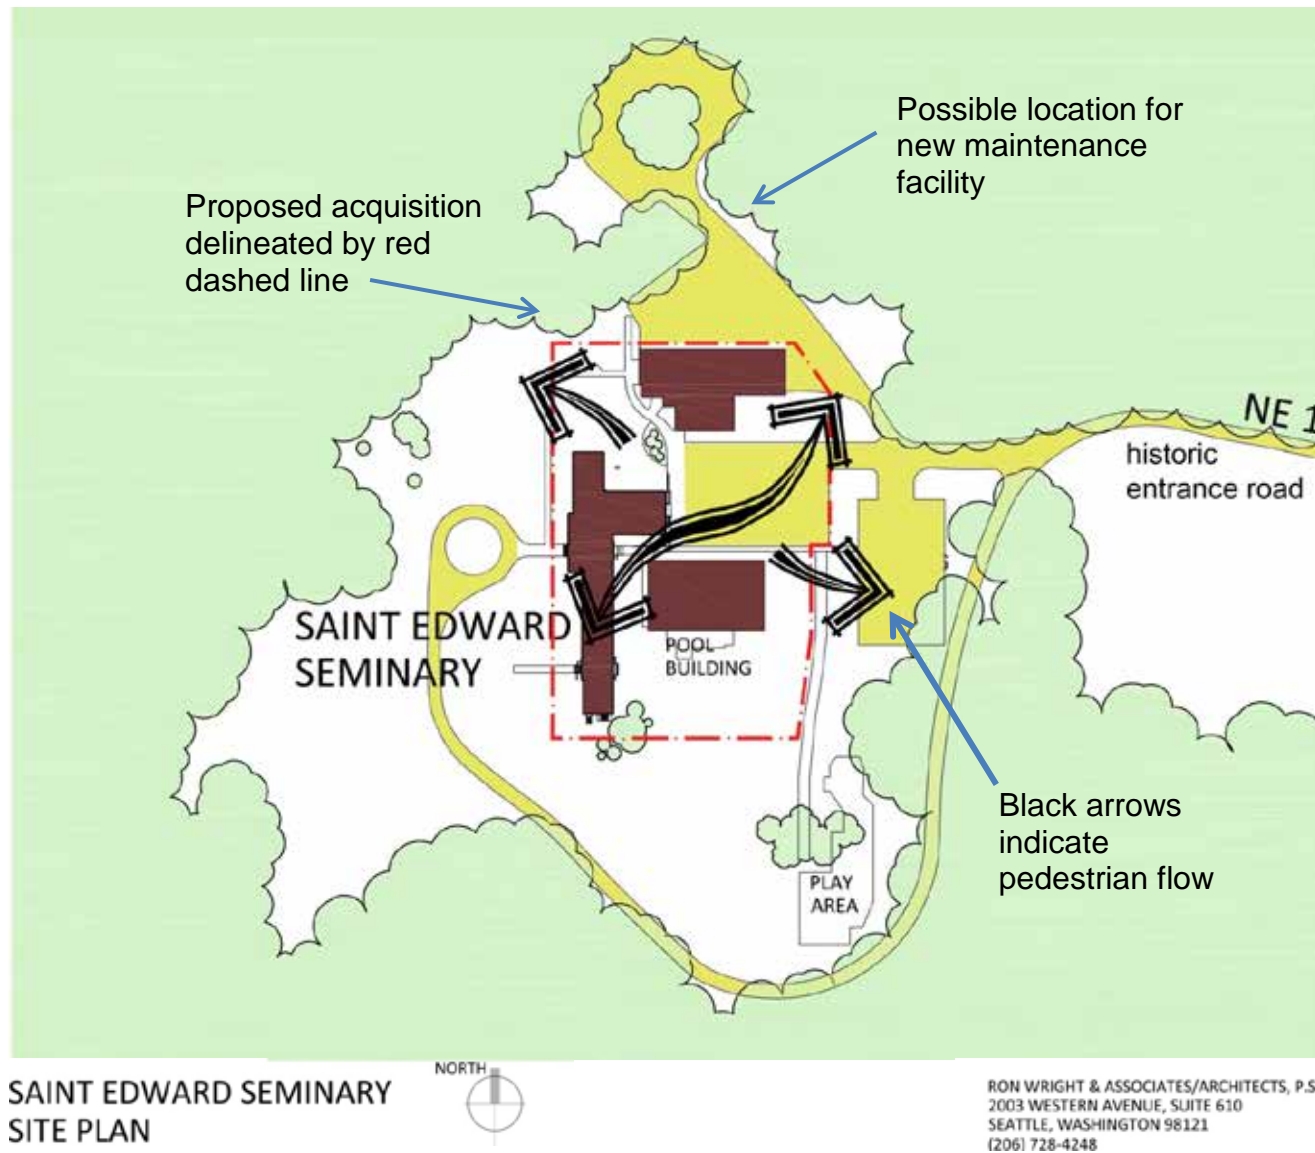 Possible location for
new maintenance
facility
Proposed acquisition
delineated by red
dashed line
NE 1
historic
entrance road
SAINT EDWARD
SEMINARY
POOL
BUILDING
Black arrows
indicate
pedestrian flow
PLAY
AREA
SAINT EDWARD SEMINARY
SITE PLAN
NORTH
RON WRIGHT & ASSOCIATES/ARCHITECTS, P.S
2003 WESTERN AVENUE, SUITE 610
SEATTLE, WASHINGTON 98121
(206) 728-4248